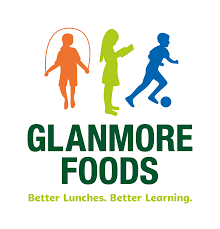 GLANMORE
FOODS
Better Lunches. Better Learning.